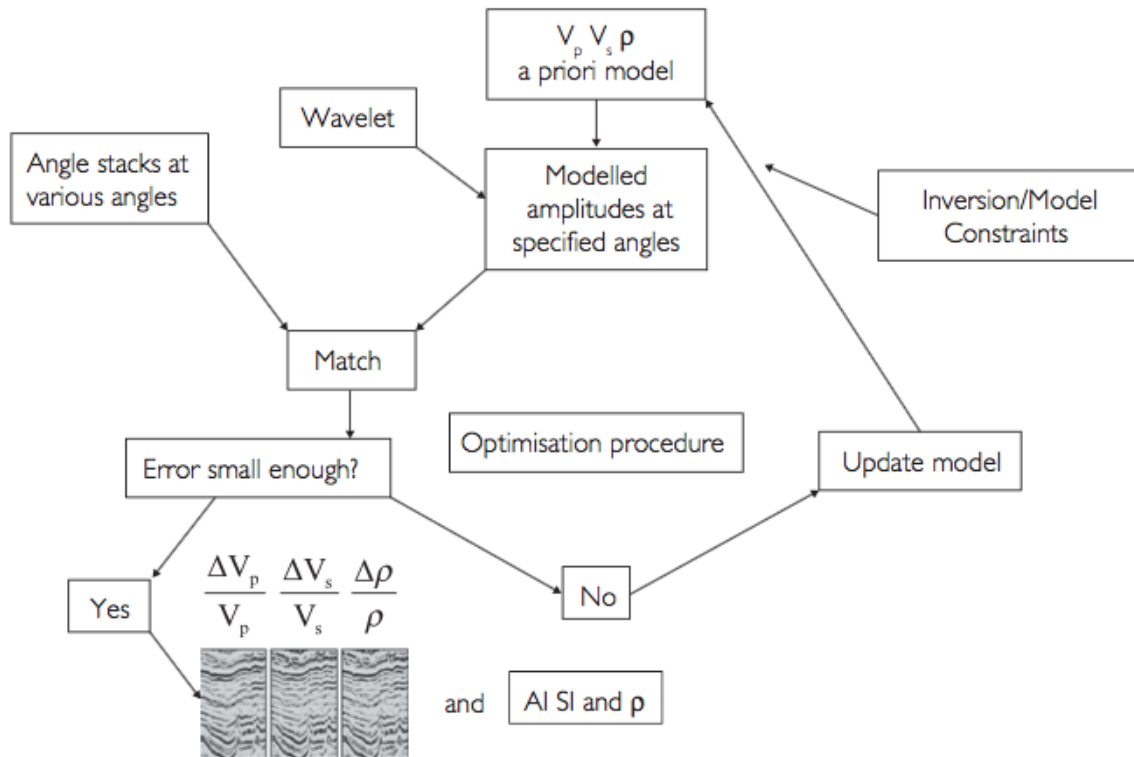 Vp Vs ρ
a priori model
Wavelet
Angle stacks at
various angles
Modelled
amplitudes at
specified angles
Inversion/Model
Constraints
Match
Optimisation procedure
Error small enough?
Update model
ΔVp ΔVs Δρ
Vp Vs ρ
Yes
No
and
AI SI and ρ